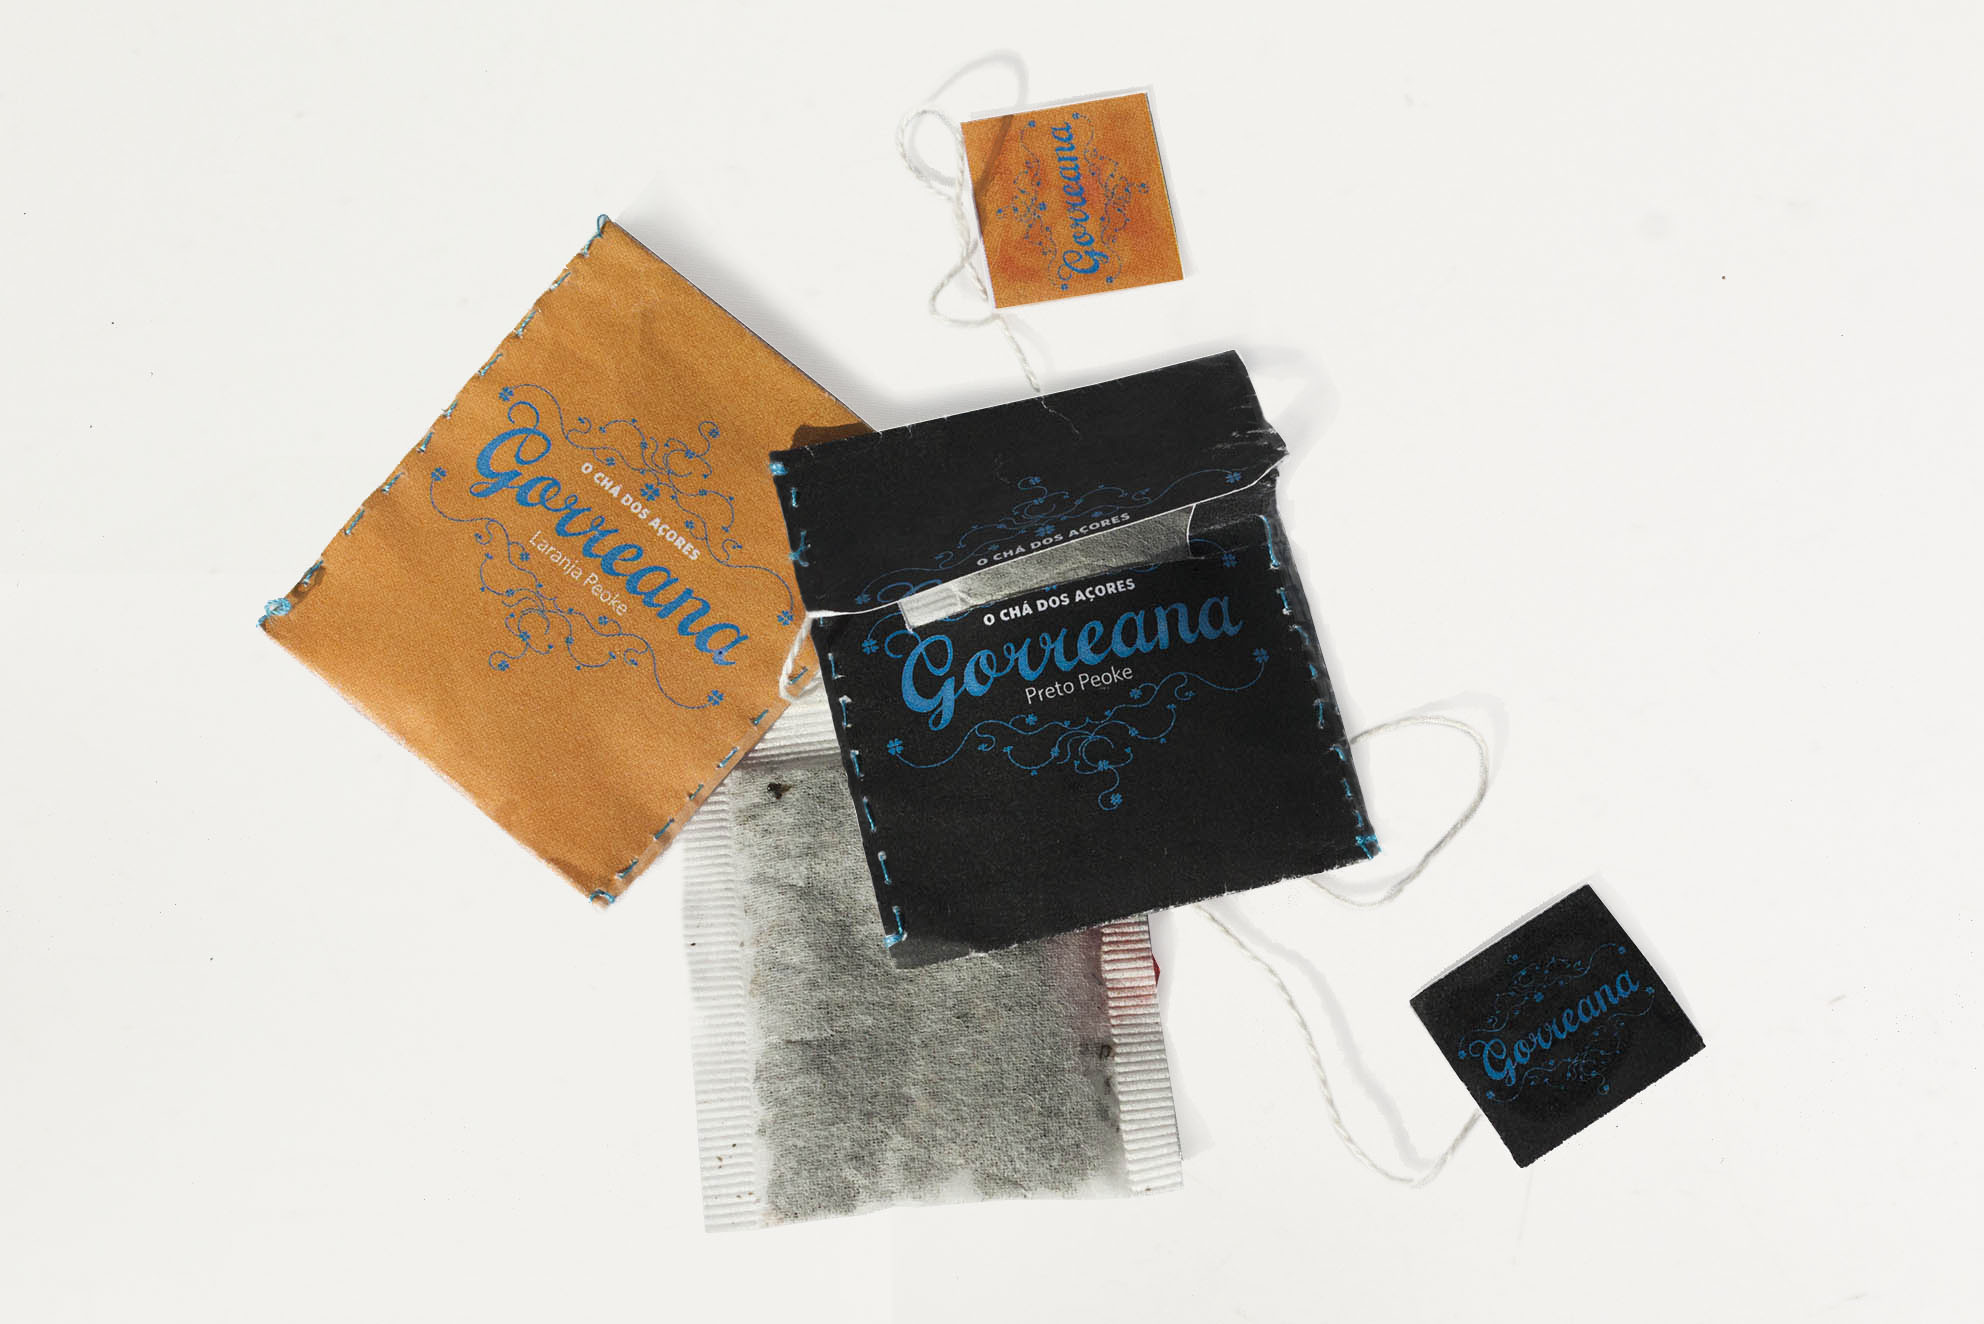 Gorreana
O CHÁ DOS AÇORES
Gorreana
Laranja Peoke
O CHÁ DOS AÇORES
O CHÁ DOS AÇORES
Gorreana
Preto Peoke
Gorreana